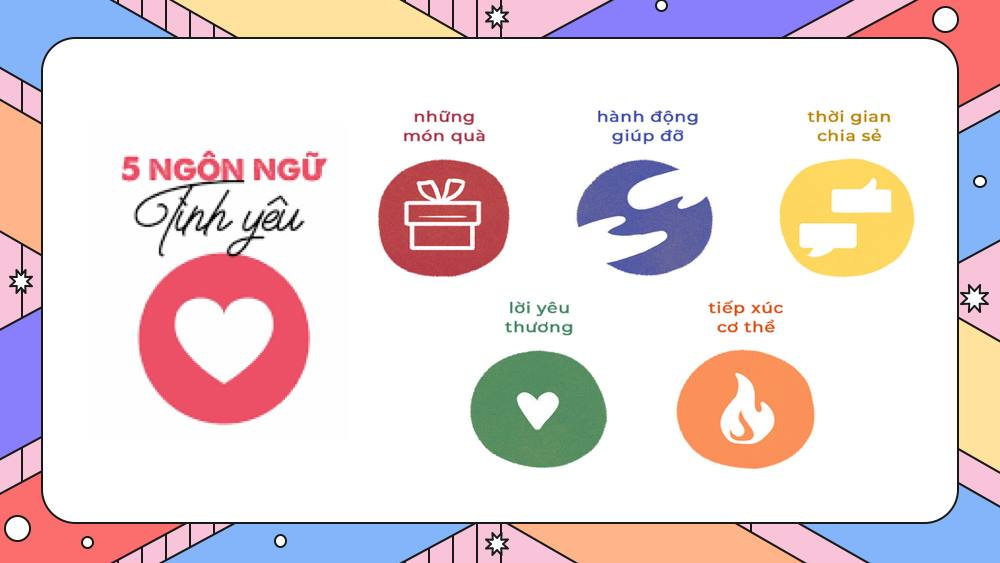 5 NGÔN NGỮ
Tình yêu
những
món quà
hành động
giúp đỡ
thời gian
chia sẻ
lời yêu
thương
tiếp xúc
cơ thể